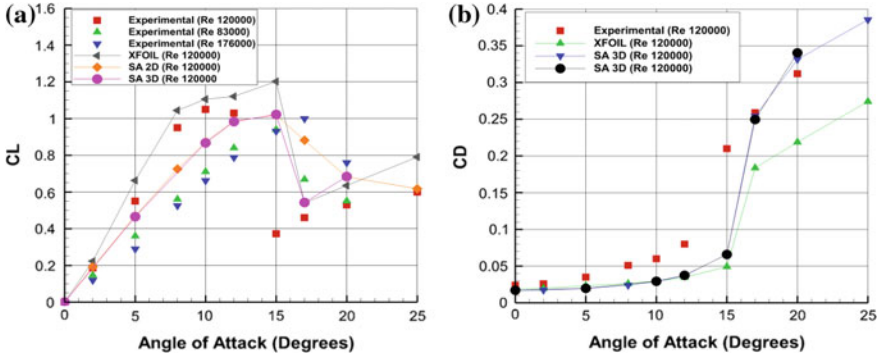 (a)
1.6
1.4
1.2
1
0.8
0.6
0.4
0.2
0
CL
Experimental (Re 120000)
Experimental (Re 83000)
Experimental (Re 176000)
XFOIL (Re 120000)
SA 2D (Re 120000)
SA 3D (Re 120000
0
5
10
15
20
25
Angle of Attack (Degrees)
(b)
0.4
0.35
0.3
0.25
0.2
0.15
0.1
0.05
0
CD
Experimental (Re 120000)
XFOIL (Re 120000)
SA 3D (Re 120000)
SA 3D (Re 120000)
0
5
10
15
20
25
Angle of Attack (Degrees)